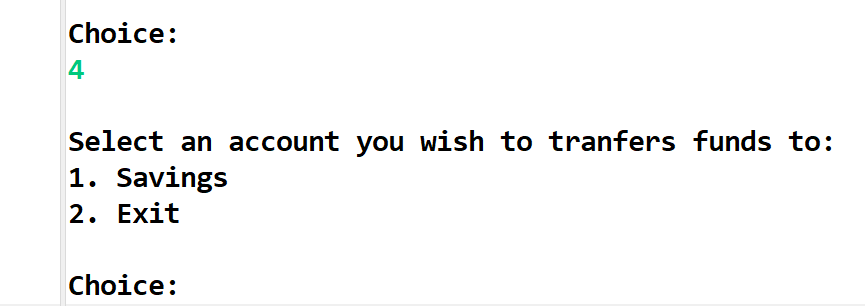 Choice:
4
Select an account you wish to tranfers funds to:
1. Savings
2. Exit
Choice: